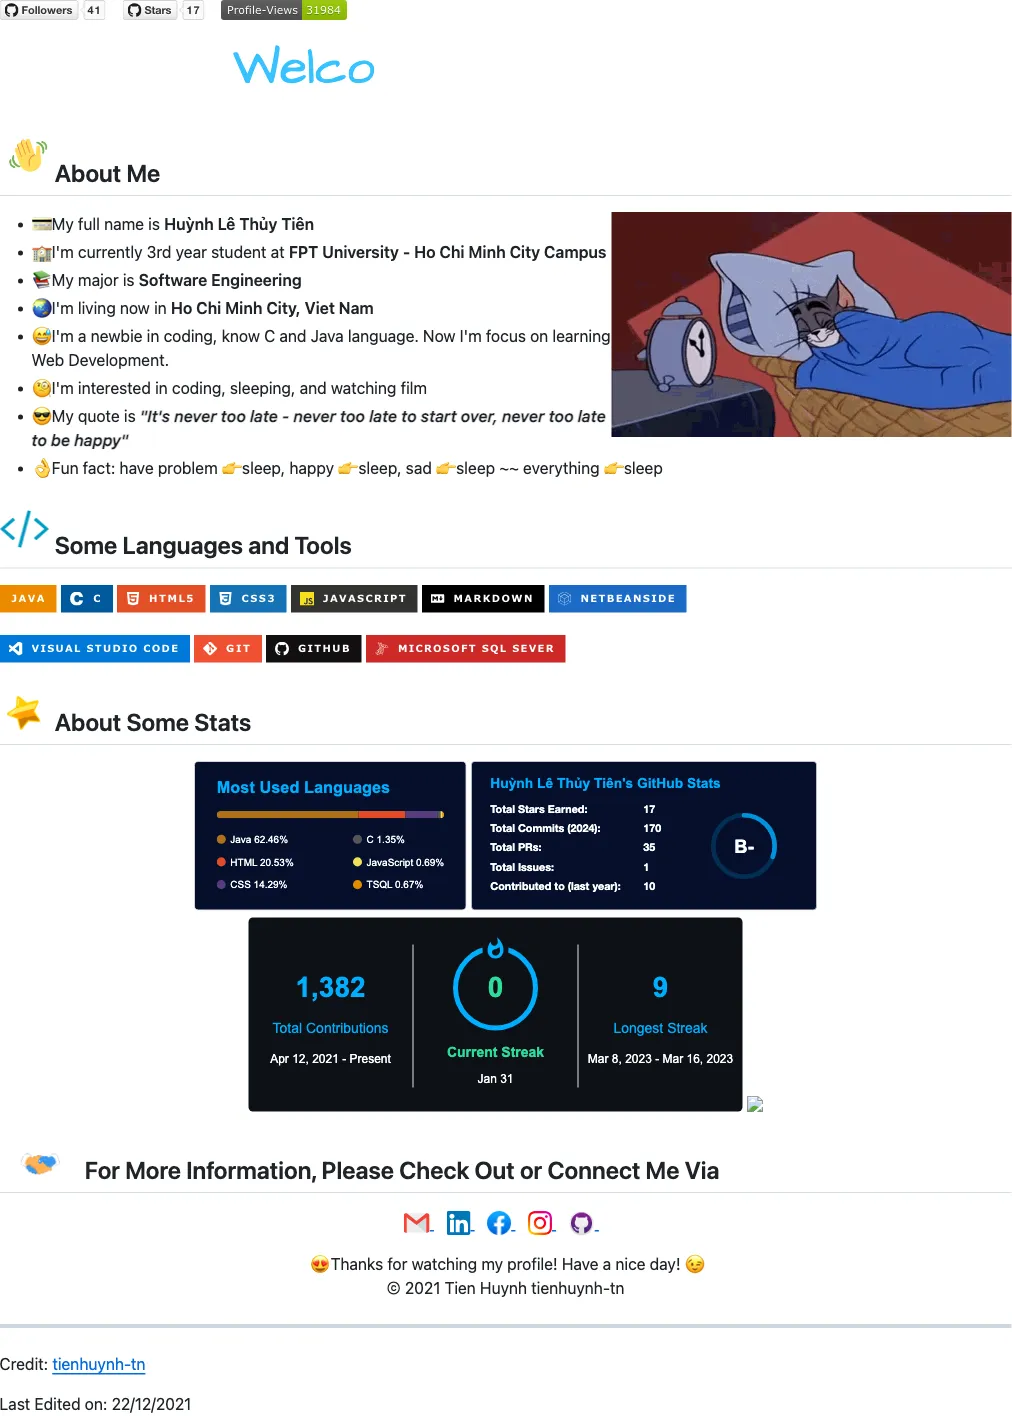 Followers 41 Stars 17 Profile-Views 31984
Welco
About Me
My full name is Huỳnh Lê Thủy Tiên
I'm currently 3rd year student at FPT University - Ho Chi Minh City Campus
My major is Software Engineering
I'm living now in Ho Chi Minh City, Viet Nam
I'm a newbie in coding, know C and Java language. Now I'm focus on learning
Web Development.
I'm interested in coding, sleeping, and watching film
My quote is "It's never too late - never too late to start over, never too late
to be happy"
Fun fact: have problem 👉sleep, happy 👉sleep, sad 👉sleep ~~ everything 👉sleep
</> Some Languages and Tools
JAVA C HTML5 CSS3 JS JAVASCRIPT MARKDOWN NETBEANSIDE
VISUAL STUDIO CODE GIT GITHUB MICROSOFT SQL SEVER
About Some Stats
Most Used Languages
Java 62.46% C 1.35%
HTML 20.53% JavaScript 0.69%
CSS 14.29% TSQL 0.67%
Huỳnh Lê Thủy Tiên's GitHub Stats
Total Stars Earned: 17
Total Commits (2024): 170
Total PRs: 35
Total Issues: 1
Contributed to (last year): 10
B-
1,382
Total Contributions
Apr 12, 2021 - Present
0
Current Streak
Jan 31
9
Longest Streak
Mar 8, 2023 - Mar 16, 2023
For More Information, Please Check Out or Connect Me Via
😍Thanks for watching my profile! Have a nice day! 😉
© 2021 Tien Huynh tienhuynh-tn
Credit: tienhuynh-tn
Last Edited on: 22/12/2021